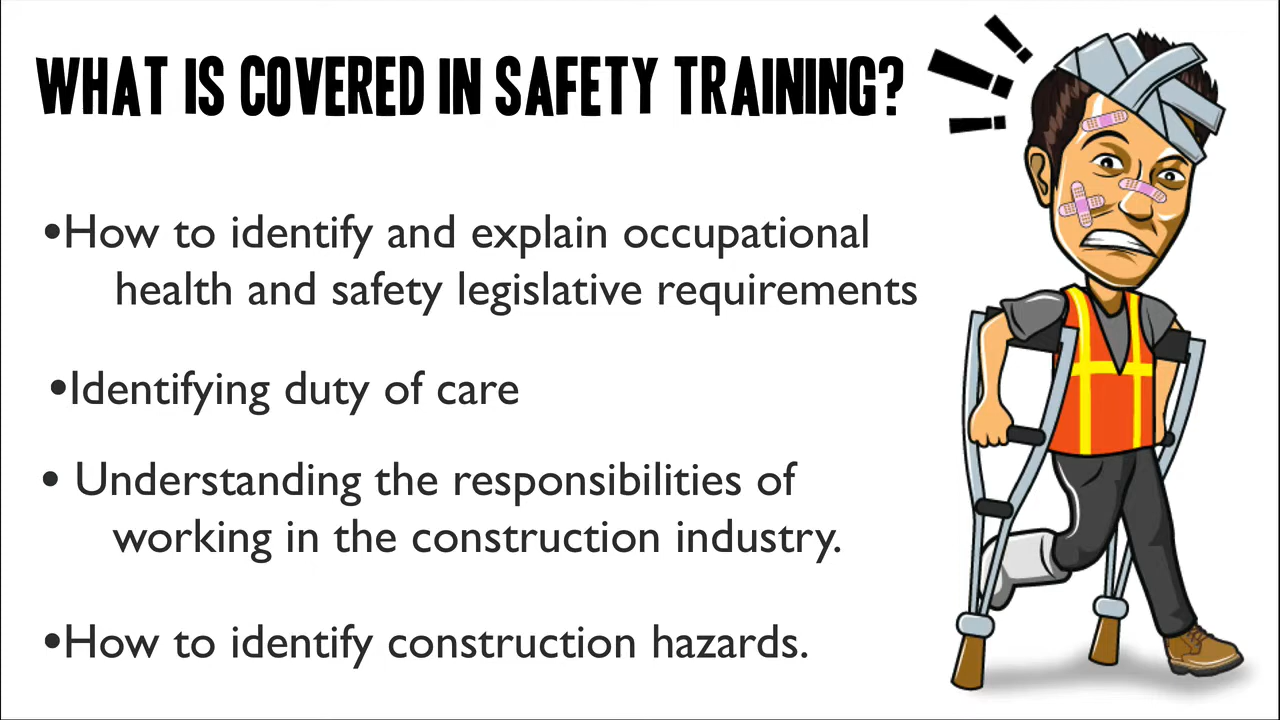 WHAT IS COVERED IN SAFETY TRAINING?
•How to identify and explain occupational
health and safety legislative requirements
•Identifying duty of care
• Understanding the responsibilities of
working in the construction industry.
•How to identify construction hazards.